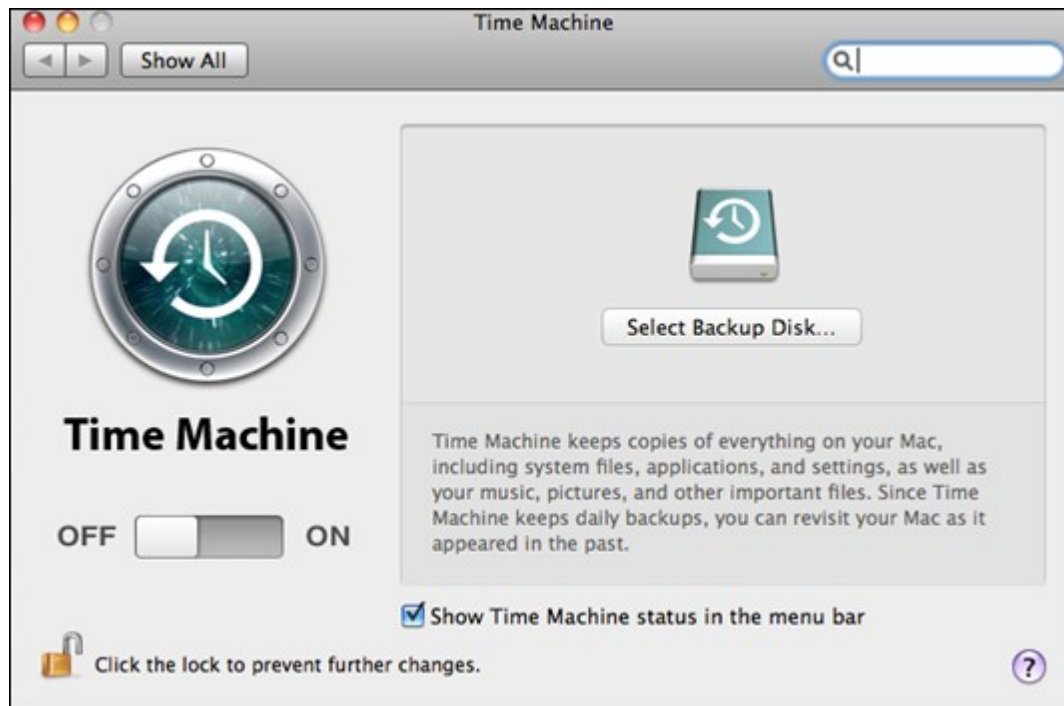 Time Machine
Show All
Select Backup Disk...
Time Machine
Time Machine keeps copies of everything on your Mac,
including system files, applications, and settings, as well as
your music, pictures, and other important files. Since Time
Machine keeps daily backups, you can revisit your Mac as it
appeared in the past.
OFF ON
Show Time Machine status in the menu bar
Click the lock to prevent further changes.
?